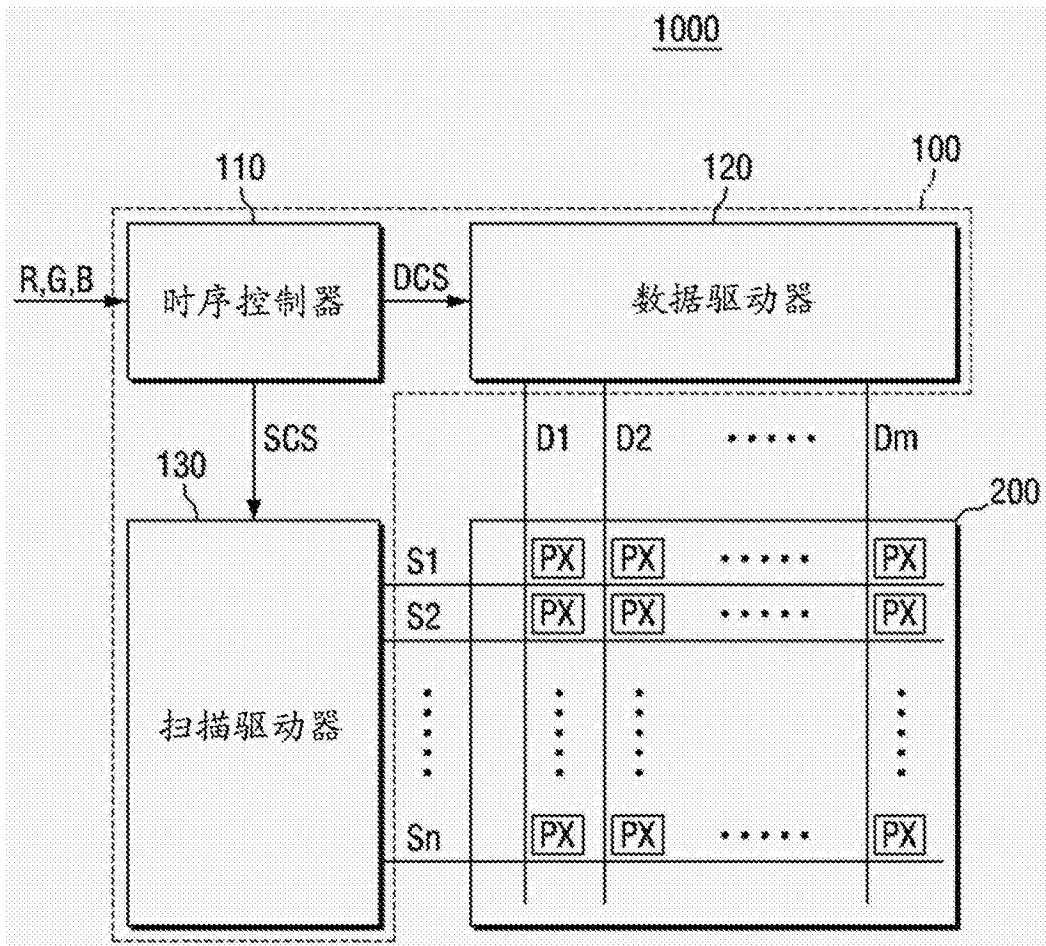 1000
100
110
120
R,G,B
时序控制器
DCS
数据驱动器
SCS
D1 D2 ..... Dm
130
200
扫描驱动器
S1 PX PX ..... PX
S2 PX PX ..... PX
Sn PX PX ..... PX